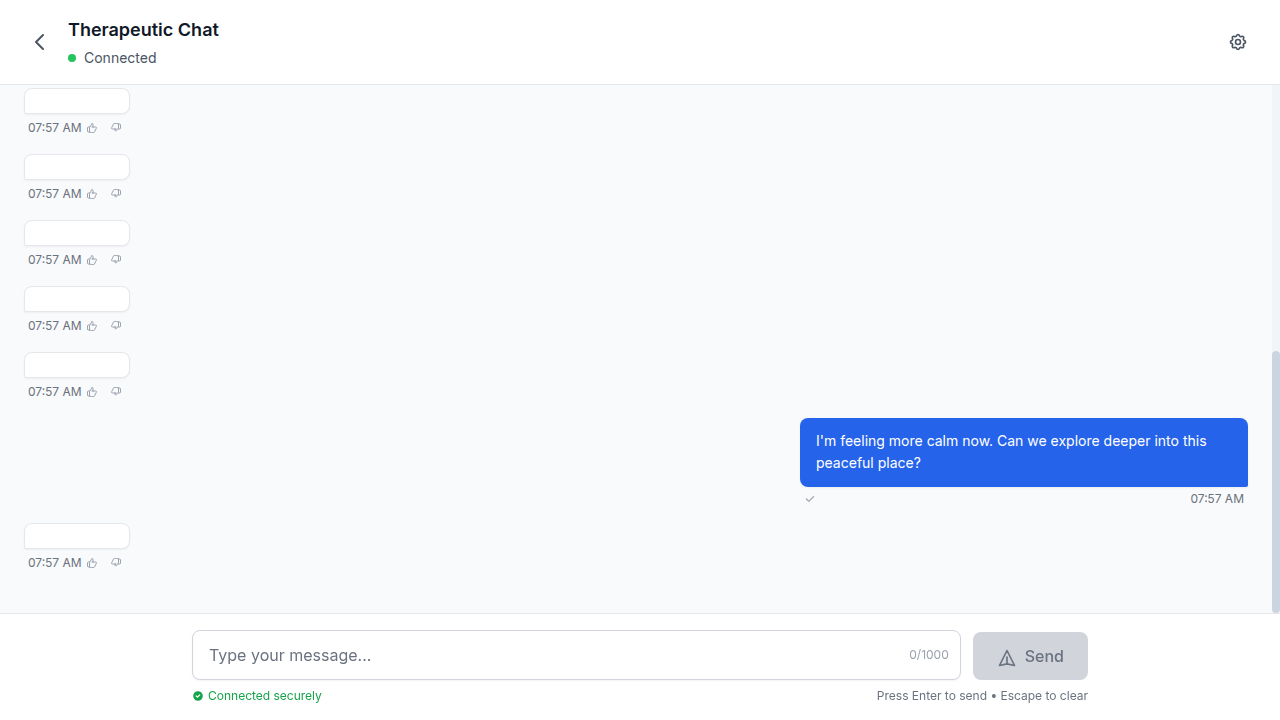 Therapeutic Chat
Connected
07:57 AM
07:57 AM
07:57 AM
07:57 AM
07:57 AM
I'm feeling more calm now. Can we explore deeper into this
peaceful place?
07:57 AM
07:57 AM
Type your message...
0/1000
Send
Connected securely
Press Enter to send • Escape to clear